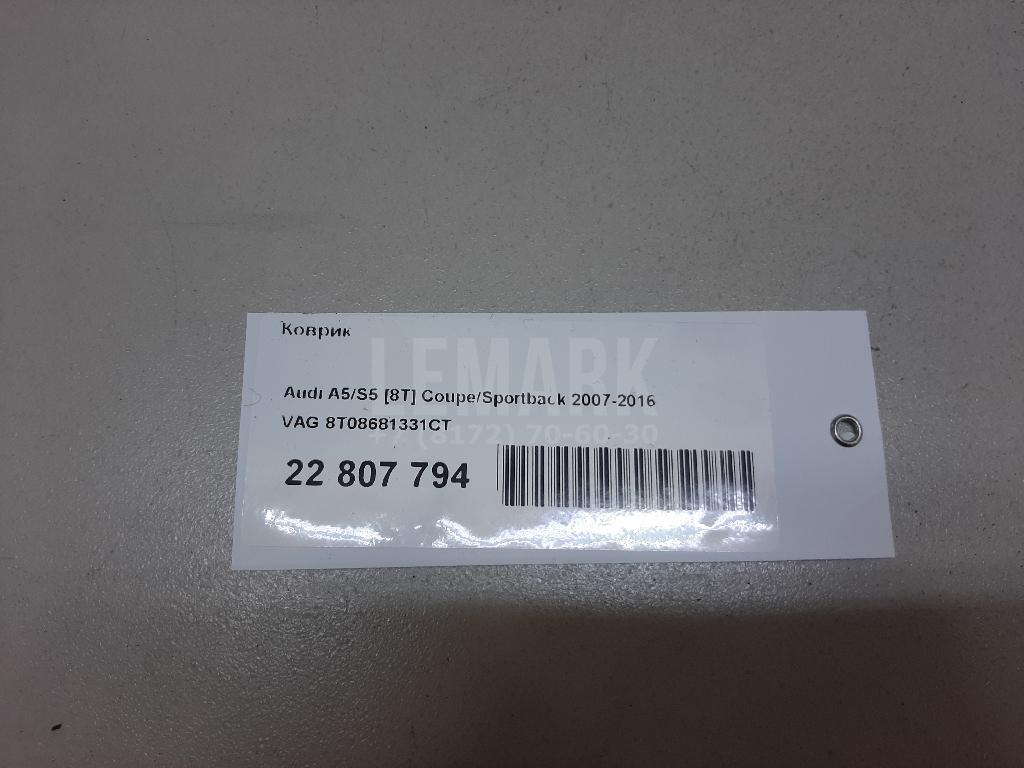 Коврик
LEMARK
Audi A5/S5 [8T] Coupe/Sportback 2007-2016
VAG 8T08681331CT
+7 (8172) 70-60-30
22 807 794